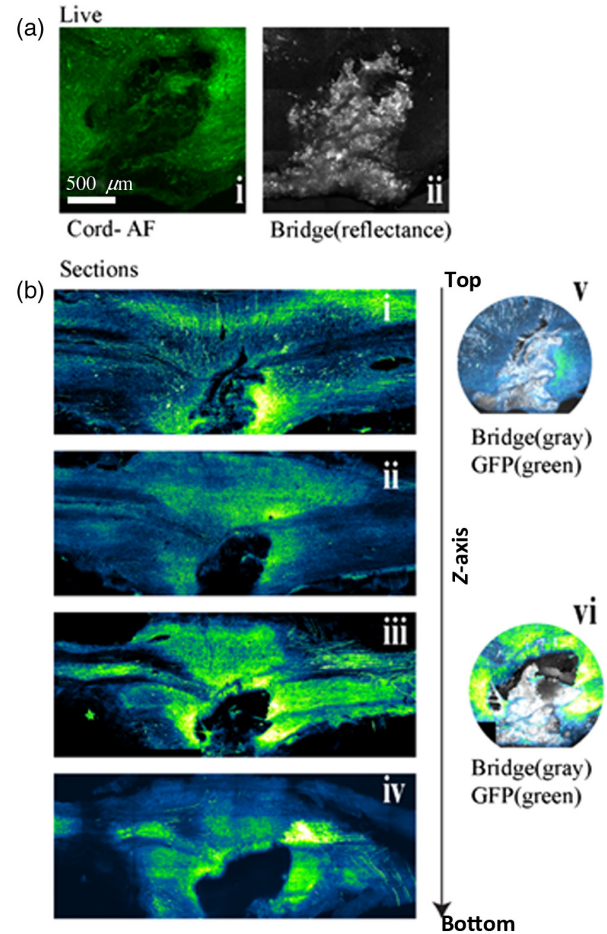 (a)
Live
i
ii
500 μm
Cord- AF
Bridge(reflectance)
(b)
Sections
i
ii
iii
iv
Top
Z-axis
Bottom
v
Bridge(gray)
GFP(green)
vi
Bridge(gray)
GFP(green)